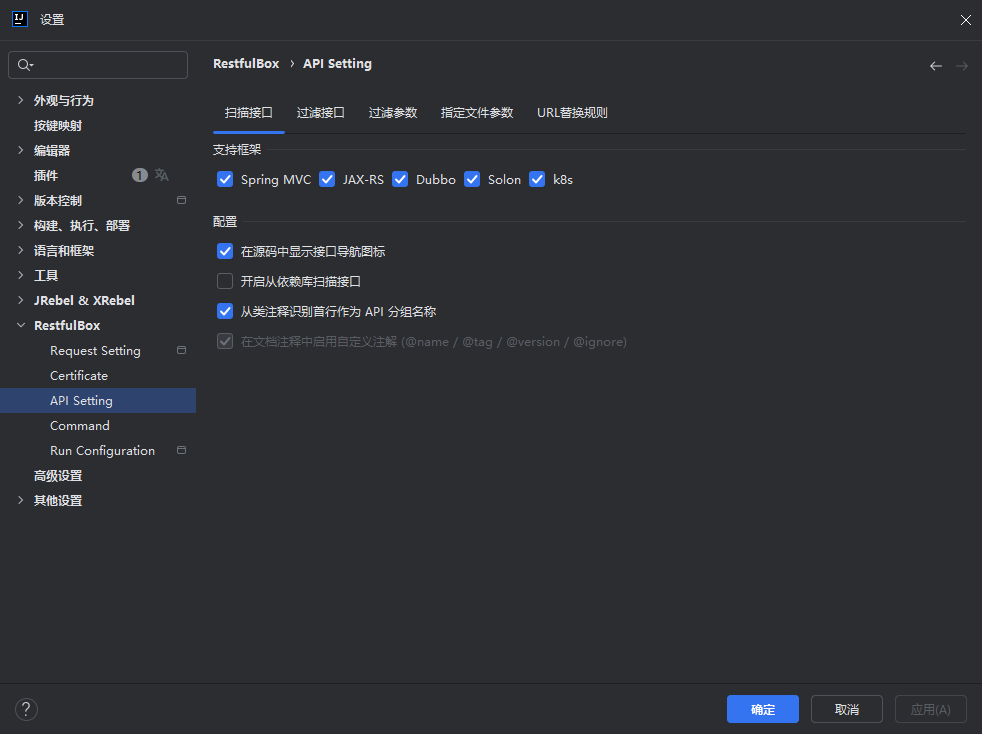 设置
RestfulBox › API Setting
外观与行为
按键映射
编辑器
插件 1
版本控制
构建、执行、部署
语言和框架
工具
JRebel & XRebel
RestfulBox
Request Setting
Certificate
API Setting
Command
Run Configuration
高级设置
其他设置
扫描接口 过滤接口 过滤参数 指定文件参数 URL替换规则
支持框架
Spring MVC JAX-RS Dubbo Solon k8s
配置
在源码中显示接口导航图标
开启从依赖库扫描接口
从类注释识别首行作为 API 分组名称
在文档注释中启用自定义注解 (@name / @tag / @version / @ignore)
? 确定 取消 应用(A)